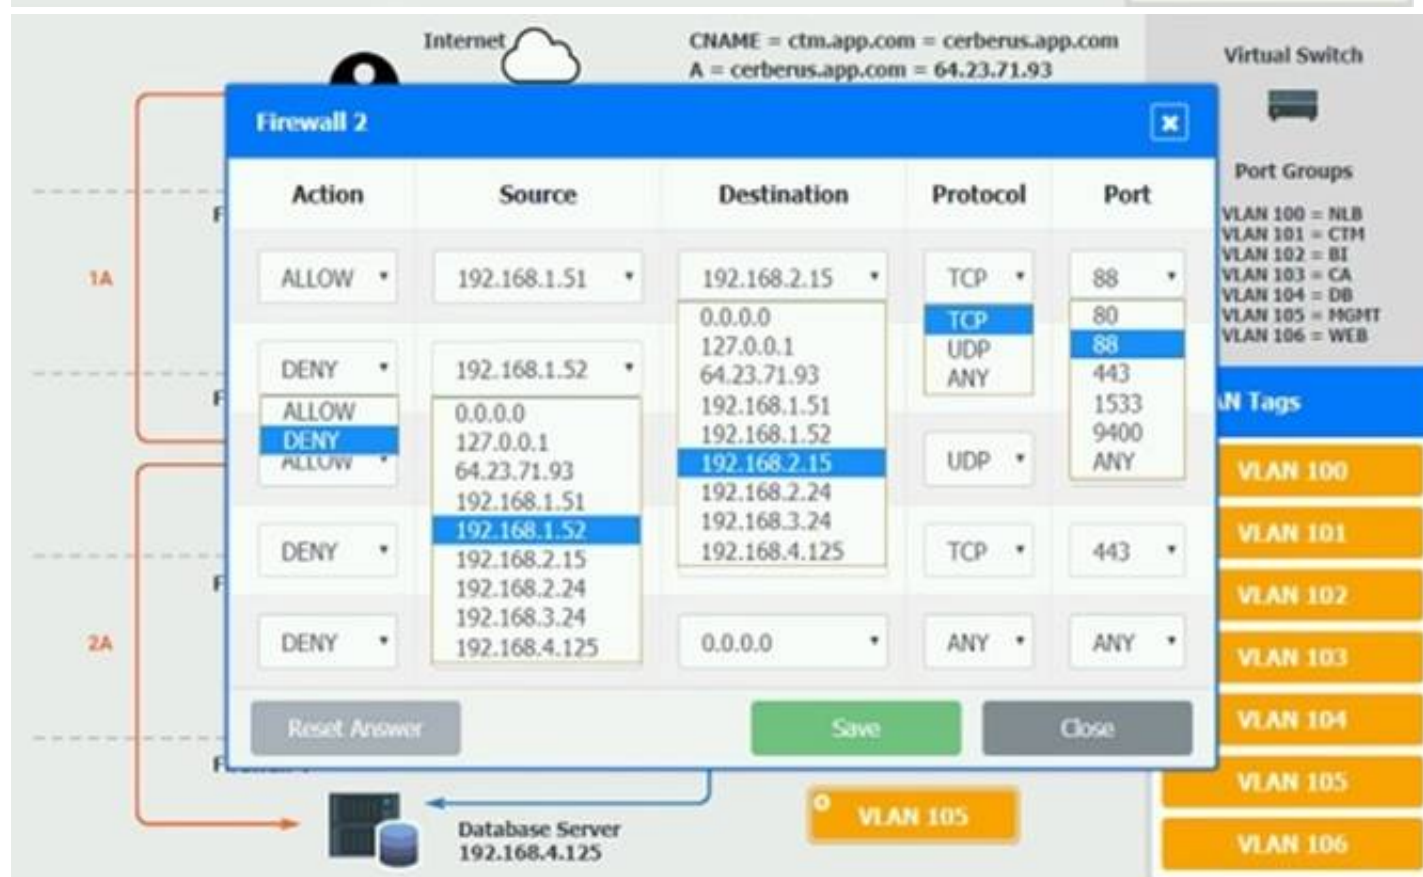 Internet
CNAME = ctm.app.com = cerberus.app.com
A = cerberus.app.com = 64.23.71.93
Virtual Switch
Port Groups
VLAN 100 = NLB
VLAN 101 = CTM
VLAN 102 = BI
VLAN 103 = CA
VLAN 104 = DB
VLAN 105 = MGMT
VLAN 106 = WEB
Firewall 2
Action Source Destination Protocol Port
ALLOW 192.168.1.51 192.168.2.15 TCP 88
0.0.0.0
127.0.0.1
64.23.71.93
192.168.1.51
192.168.1.52
192.168.2.15
192.168.2.24
192.168.3.24
192.168.4.125
TCP
UDP
ANY
80
88
443
1533
9400
ANY
DENY 192.168.1.52
ALLOW
DENY
0.0.0.0
127.0.0.1
64.23.71.93
192.168.1.51
192.168.1.52
192.168.2.15
192.168.2.24
192.168.3.24
192.168.4.125
ALLOW UDP
DENY TCP 443
DENY 0.0.0.0 ANY ANY
Reset Answer Save Close
1A
2A
F
F
F
VLAN 105
Database Server
192.168.4.125
AN Tags
VLAN 100
VLAN 101
VLAN 102
VLAN 103
VLAN 104
VLAN 105
VLAN 106